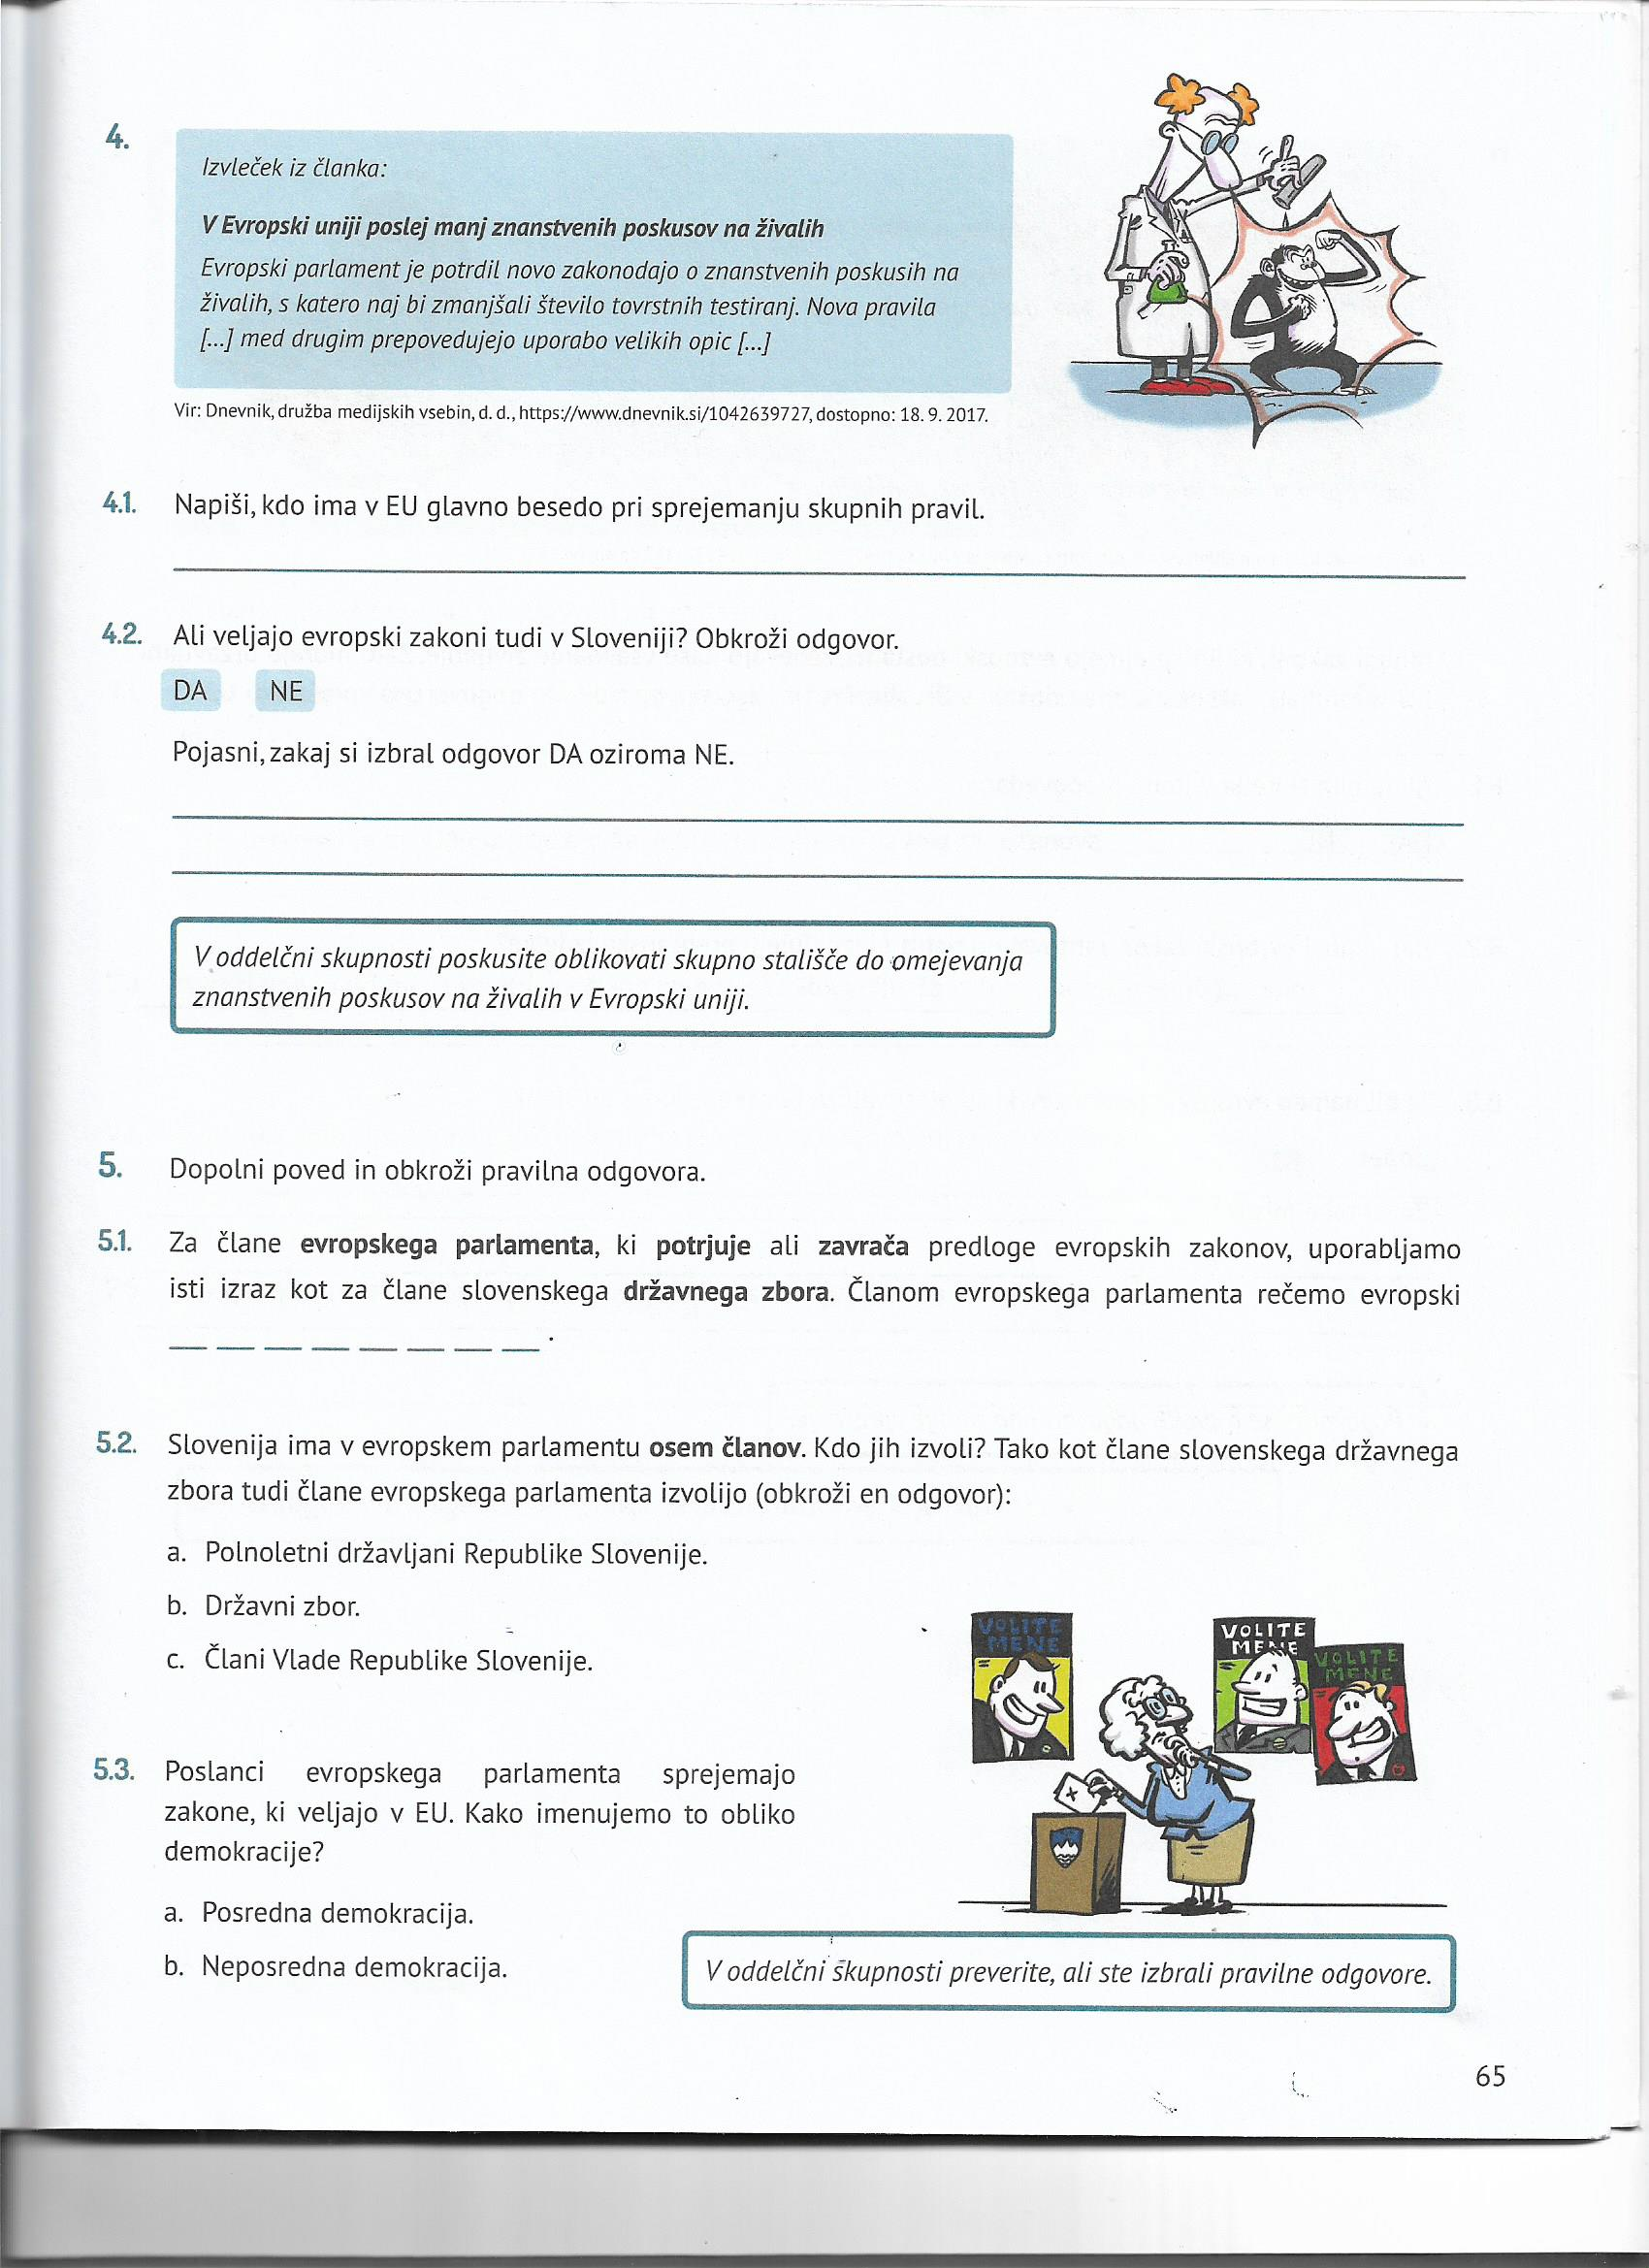 4.
Izvleček iz članka:
V Evropski uniji poslej manj znanstvenih poskusov na živalih
Evropski parlament je potrdil novo zakonodajo o znanstvenih poskusih na
živalih, s katero naj bi zmanjšali število tovrstnih testiranj. Nova pravila
[...] med drugim prepovedujejo uporabo velikih opic [...]
Vir: Dnevnik, družba medijskih vsebin, d. d., https://www.dnevnik.si/1042639727, dostopno: 18. 9. 2017.
4.1. Napiši, kdo ima v EU glavno besedo pri sprejemanju skupnih pravil.
4.2. Ali veljajo evropski zakoni tudi v Sloveniji? Obkroži odgovor.
DA NE
Pojasni, zakaj si izbral odgovor DA oziroma NE.
V oddelčni skupnosti poskusite oblikovati skupno stališče do omejevanja
znanstvenih poskusov na živalih v Evropski uniji.
5. Dopolni poved in obkroži pravilna odgovora.
5.1. Za člane evropskega parlamenta, ki potrjuje ali zavrača predloge evropskih zakonov, uporabljamo
isti izraz kot za člane slovenskega državnega zbora. Članom evropskega parlamenta rečemo evropski
__ __ __ __ __ __ __ __ .
5.2. Slovenija ima v evropskem parlamentu osem članov. Kdo jih izvoli? Tako kot člane slovenskega državnega
zbora tudi člane evropskega parlamenta izvolijo (obkroži en odgovor):
a. Polnoletni državljani Republike Slovenije.
b. Državni zbor.
c. Člani Vlade Republike Slovenije.
VOLITE
MENE
VOLITE
MENE
VOLITE
MENE
5.3. Poslanci evropskega parlamenta sprejemajo
zakone, ki veljajo v EU. Kako imenujemo to obliko
demokracije?
a. Posredna demokracija.
b. Neposredna demokracija.
V oddelčni skupnosti preverite, ali ste izbrali pravilne odgovore.
65